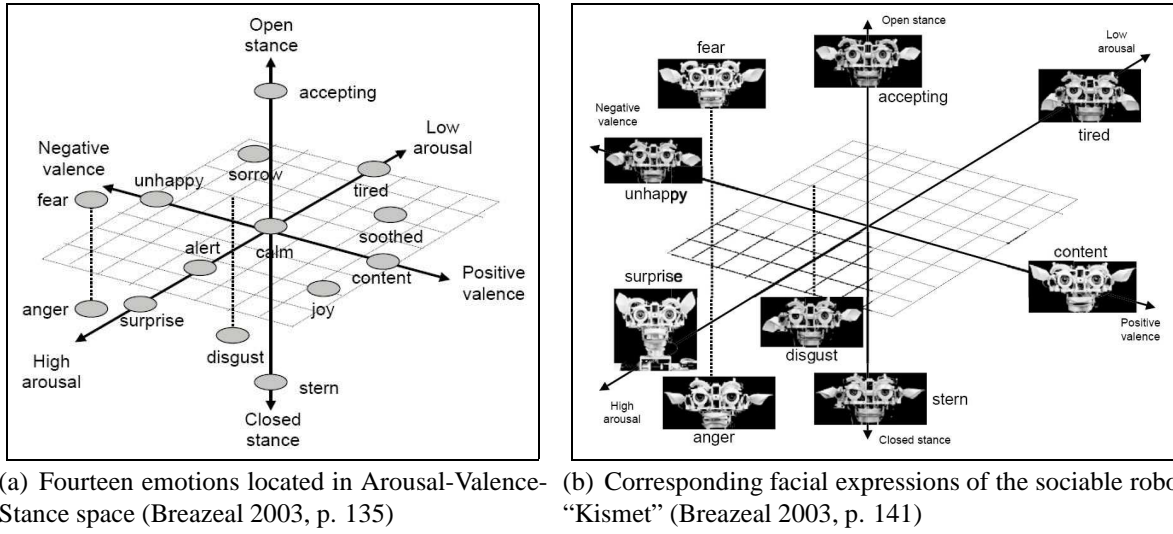 Open
stance
accepting
Negative
valence
Low
arousal
sorrow
unhappy
tired
fear
soothed
calm
alert
content
Positive
valence
anger
surprise
joy
High
arousal
disgust
stern
Closed
stance
Open stance
fear
Low
arousal
accepting
Negative
valence
tired
unhappy
content
surprise
Positive
valence
disgust
High
arousal
anger
stern
Closed stance
(a) Fourteen emotions located in Arousal-Valence-
Stance space (Breazeal 2003, p. 135)
(b) Corresponding facial expressions of the sociable robo
“Kismet” (Breazeal 2003, p. 141)